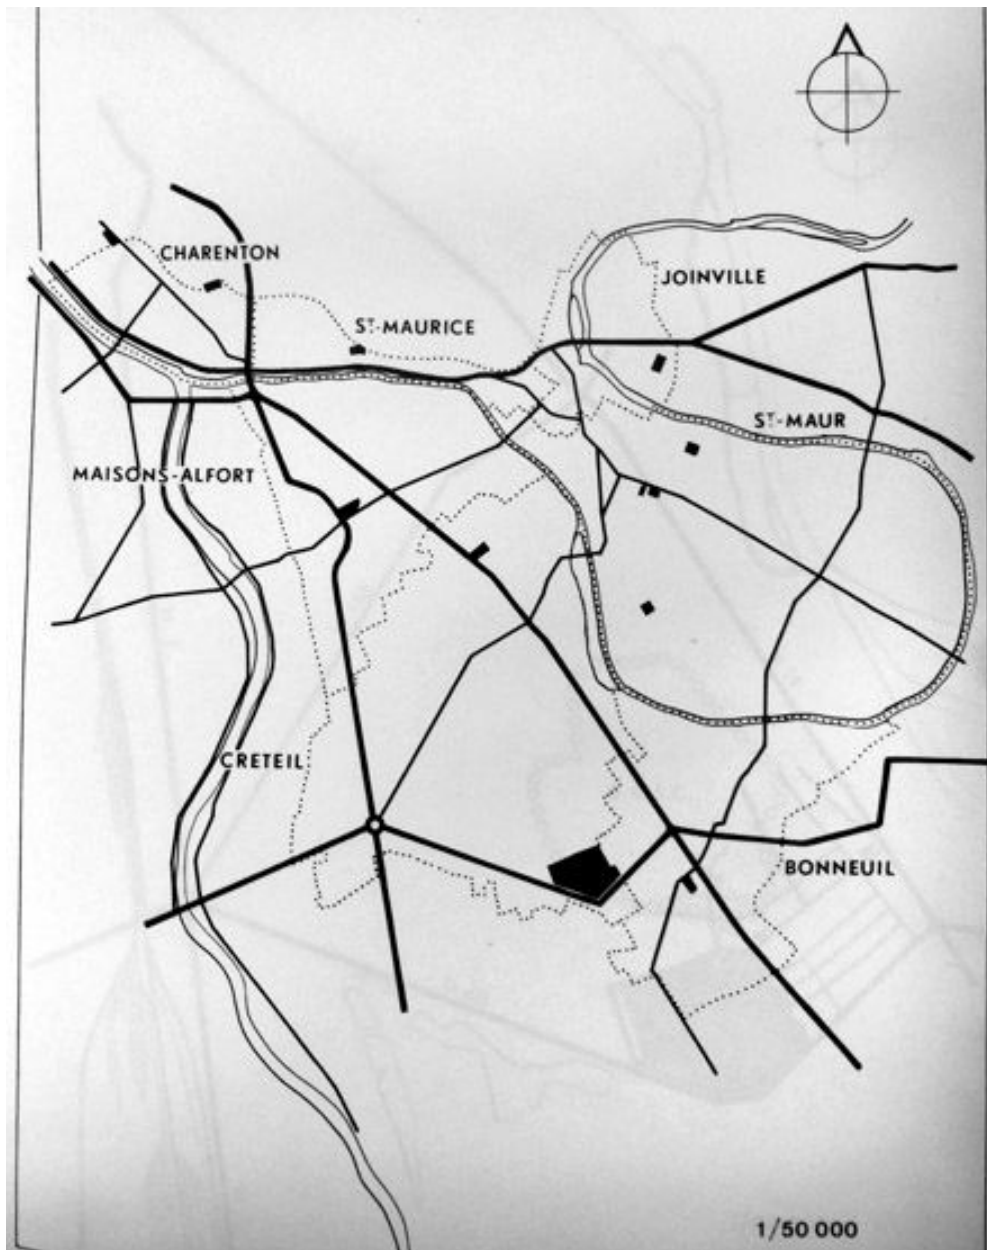 CHARENTON
JOINVILLE
ST-MAURICE
ST-MAUR
MAISONS-ALFORT
CRETEIL
BONNEUIL
1/50 000